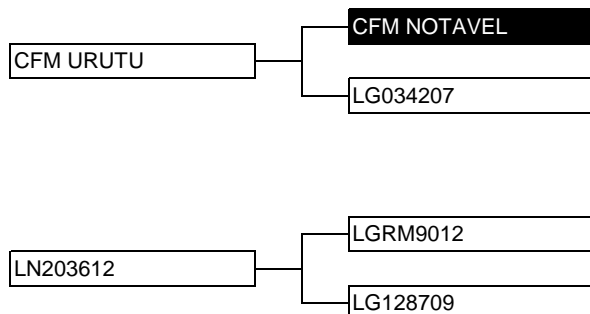 CFM NOTAVEL
CFM URUTU
LG034207
LGRM9012
LN203612
LG128709